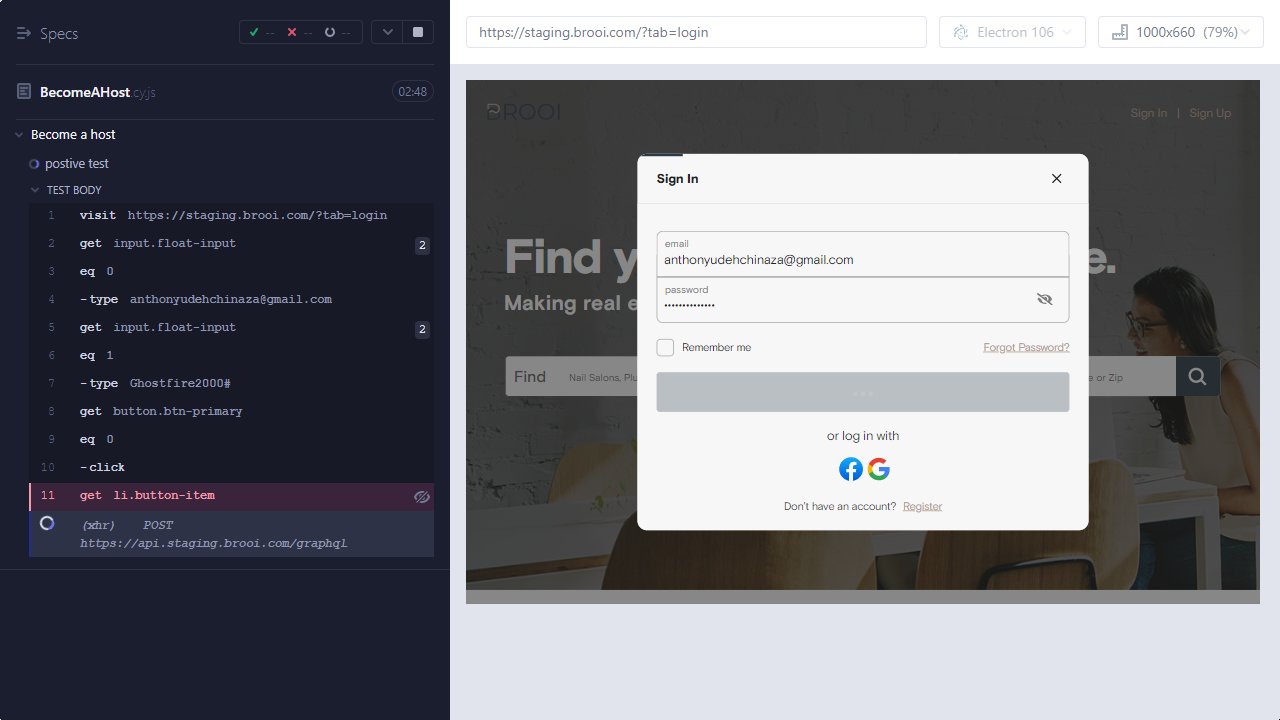 Specs
-- -- --
BecomeAHost.cy.js
02:48
Become a host
postive test
TEST BODY
1 visit https://staging.brooi.com/?tab=login
2 get input.float-input 2
3 eq 0
4 -type anthonyudehchinaza@gmail.com
5 get input.float-input 2
6 eq 1
7 -type Ghostfire2000#
8 get button.btn-primary
9 eq 0
10 -click
11 get li.button-item
(xhr) POST
https://api.staging.brooi.com/graphql
https://staging.brooi.com/?tab=login
Electron 106
1000x660 (79%)
BROOI
Sign In | Sign Up
Sign In
Find y
e.
Making real e
email
anthonyudehchinaza@gmail.com
password
••••••••••••••
Remember me
Forgot Password?
Find
Nail Salons, Plu
e or Zip
or log in with
Don't have an account? Register